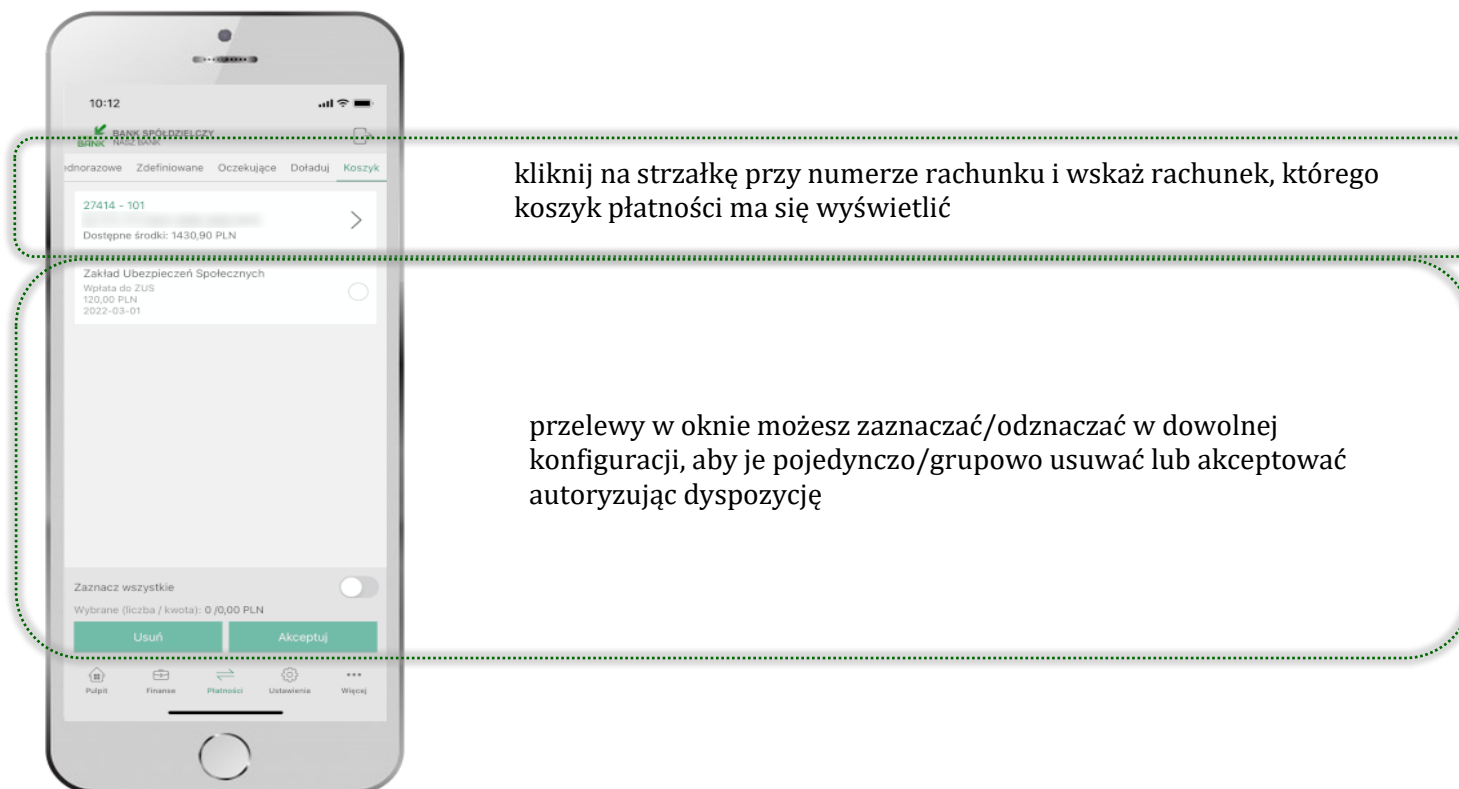 10:12
BANK SPÓŁDZIELCZY
BANK NASZ BANK
ednorazowe Zdefiniowane Oczekujące Doładuj Koszyk
27414 - 101
Dostępne środki: 1430,90 PLN
kliknij na strzałkę przy numerze rachunku i wskaż rachunek, którego
koszyk płatności ma się wyświetlić
Zakład Ubezpieczeń Społecznych
Wpłata do ZUS
120,00 PLN
2022-03-01
przelewy w oknie możesz zaznaczać/odznaczać w dowolnej
konfiguracji, aby je pojedynczo/grupowo usuwać lub akceptować
autoryzując dyspozycję
Zaznacz wszystkie
Wybrane (liczba / kwota): 0 /0,00 PLN
Usuń Akceptuj
Pulpit Finanse Płatności Ustawienia Więcej